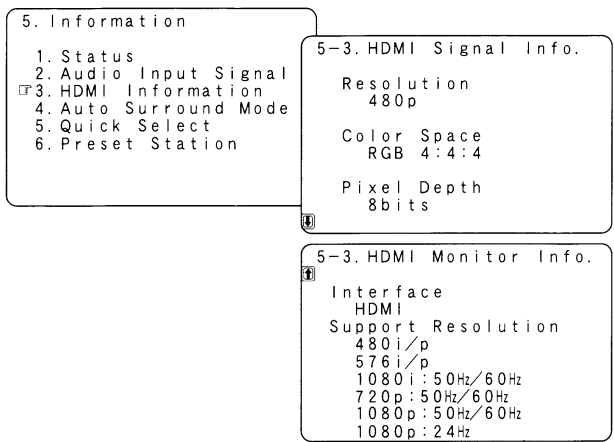 5. Information
1. Status
2. Audio Input Signal
☞3. HDMI Information
4. Auto Surround Mode
5. Quick Select
6. Preset Station
5-3. HDMI Signal Info.
Resolution
480p
Color Space
RGB 4:4:4
Pixel Depth
8bits
5-3. HDMI Monitor Info.
Interface
HDMI
Support Resolution
480i/p
576i/p
1080i:50Hz/60Hz
720p:50Hz/60Hz
1080p:50Hz/60Hz
1080p:24Hz